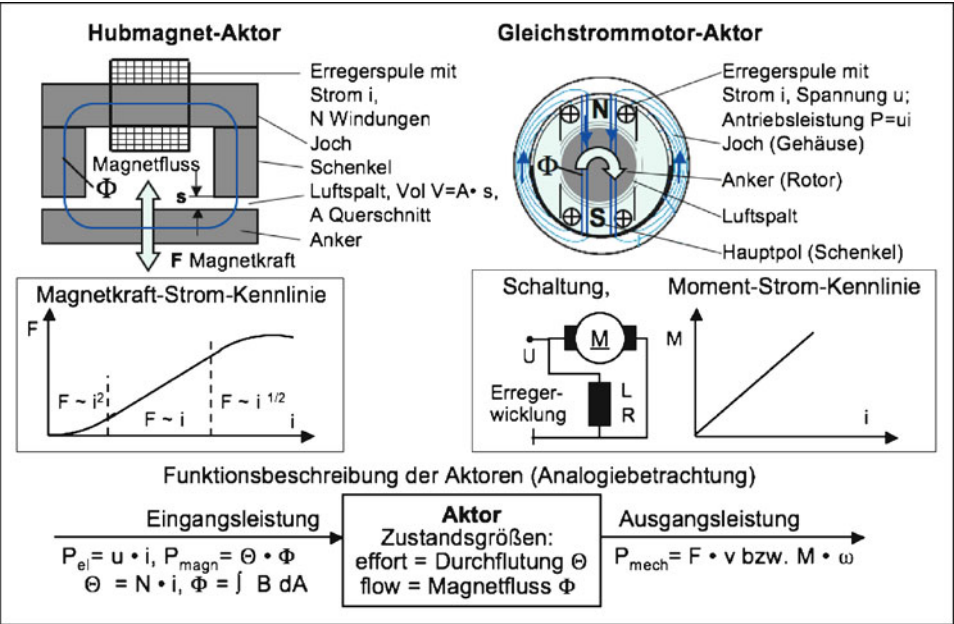 Hubmagnet-Aktor
Erregerspule mit
Strom i,
N Windungen
Joch
Schenkel
Luftspalt, Vol V=A• s,
A Querschnitt
Anker
Magnetfluss
Φ
s
F Magnetkraft
Gleichstrommotor-Aktor
Erregerspule mit
Strom i, Spannung u;
Antriebsleistung P=ui
Joch (Gehäuse)
Anker (Rotor)
Luftspalt
Hauptpol (Schenkel)
N
Φ
S
Magnetkraft-Strom-Kennlinie
F
F ~ i²
F ~ i
F ~ i 1/2
i
Schaltung,
M
U
Erreger-
wicklung
L
R
Moment-Strom-Kennlinie
M
i
Funktionsbeschreibung der Aktoren (Analogiebetrachtung)
Eingangsleistung
Pel= u • i, Pmagn= Θ • Φ
Θ = N • i, Φ = ∫ B dA
Aktor
Zustandsgrößen:
effort = Durchflutung Θ
flow = Magnetfluss Φ
Ausgangsleistung
Pmech= F • v bzw. M • ω